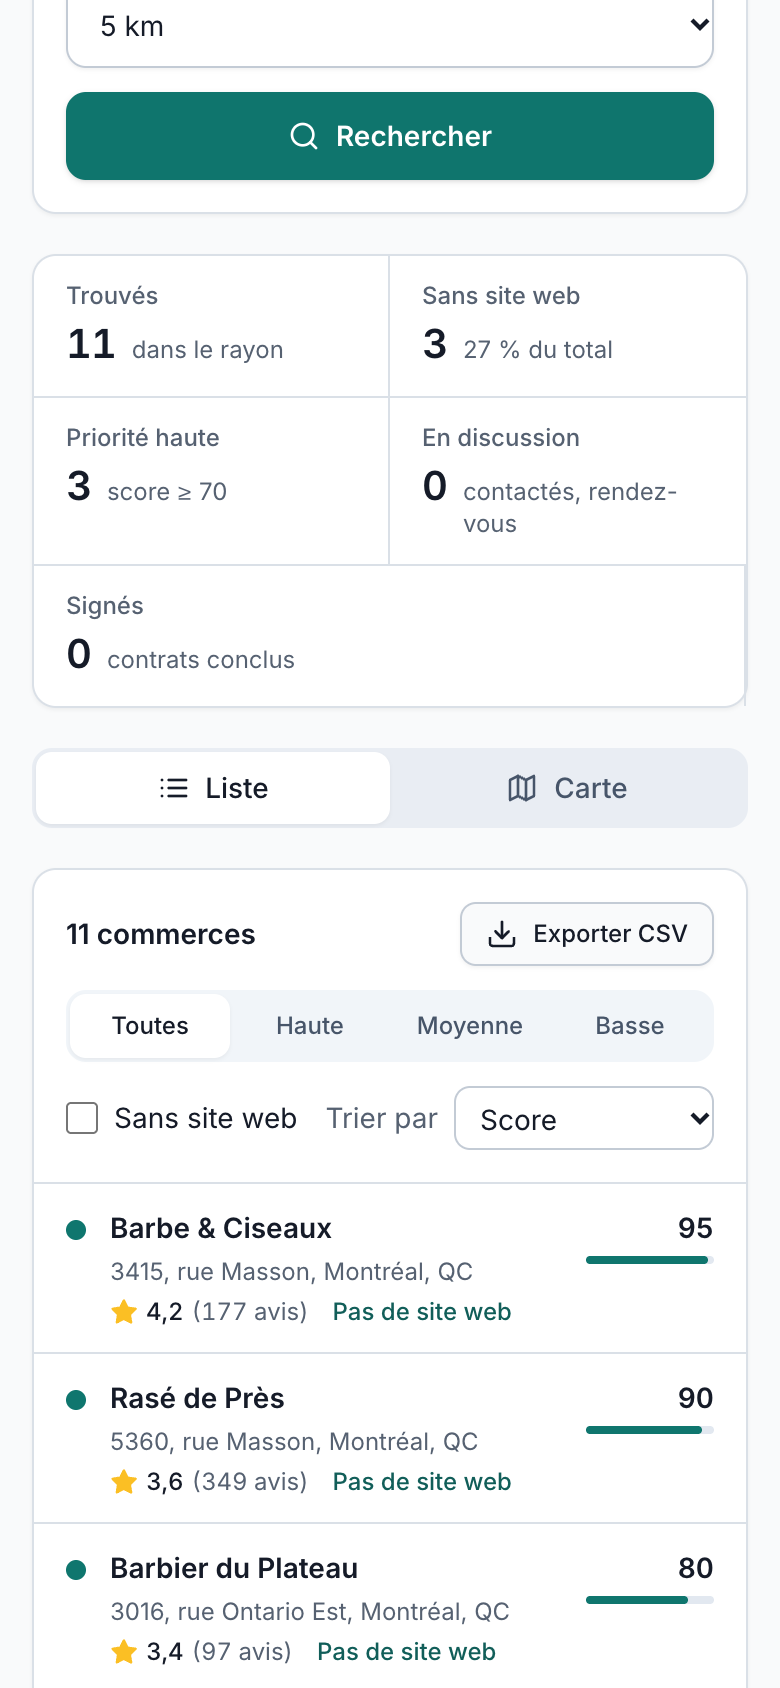 5 km
Rechercher
Trouvés
11 dans le rayon
Sans site web
3 27 % du total
Priorité haute
3 score ≥ 70
En discussion
0 contactés, rendez-
vous
Signés
0 contrats conclus
Liste
Carte
11 commerces
Exporter CSV
Toutes Haute Moyenne Basse
Sans site web Trier par Score
Barbe & Ciseaux 95
3415, rue Masson, Montréal, QC
4,2 (177 avis) Pas de site web
Rasé de Près 90
5360, rue Masson, Montréal, QC
3,6 (349 avis) Pas de site web
Barbier du Plateau 80
3016, rue Ontario Est, Montréal, QC
3,4 (97 avis) Pas de site web